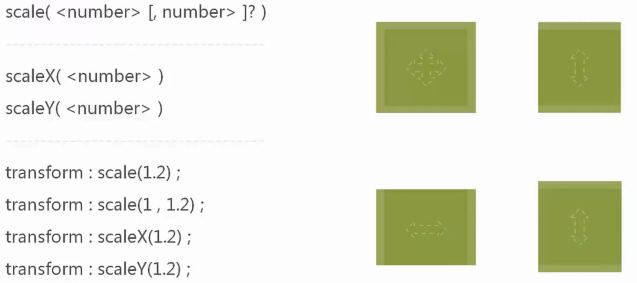 scale( <number> [, number> ]? )
scaleX( <number> )
scaleY( <number> )
transform : scale(1.2) ;
transform : scale(1 , 1.2) ;
transform : scaleX(1.2) ;
transform : scaleY(1.2) ;